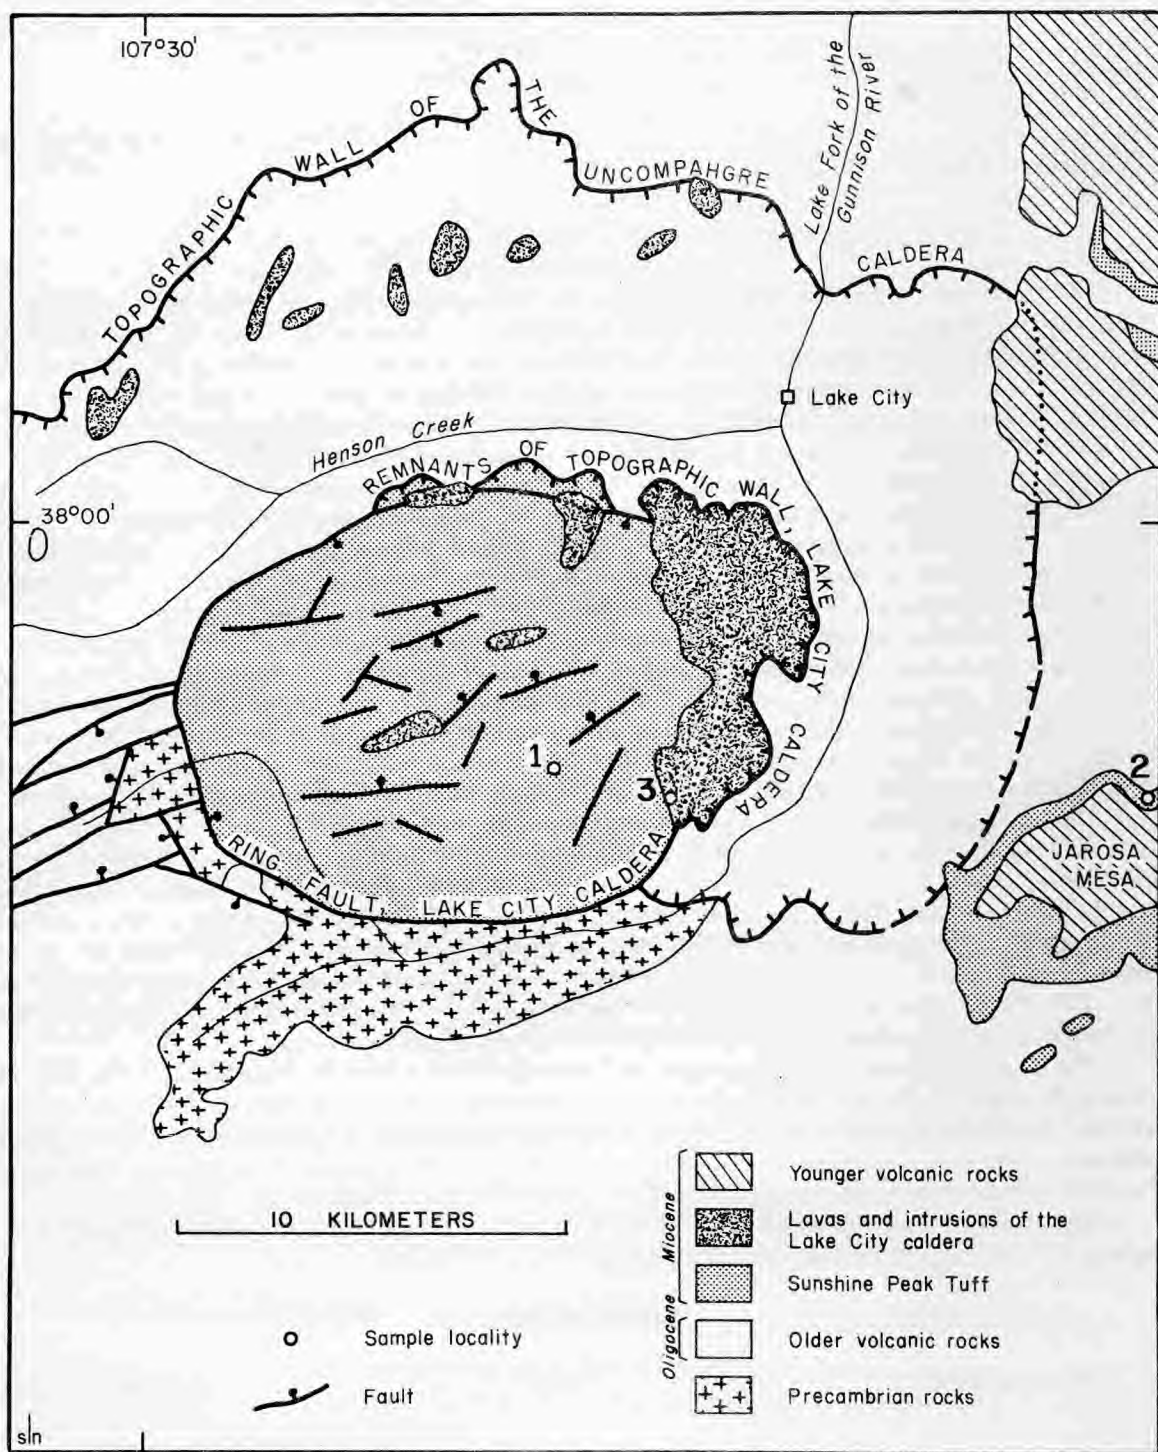 107°30'
TOPOGRAPHIC WALL OF THE UNCOMPAHGRE CALDERA
Lake Fork of the
Gunnison River
Lake City
Henson Creek
REMNANTS OF TOPOGRAPHIC WALL, LAKE CITY CALDERA
38°00'
1
2
3
JAROSA
MESA
RING FAULT, LAKE CITY CALDERA
10 KILOMETERS
Sample locality
Fault
Miocene
Oligocene
Younger volcanic rocks
Lavas and intrusions of the
Lake City caldera
Sunshine Peak Tuff
Older volcanic rocks
Precambrian rocks
sln